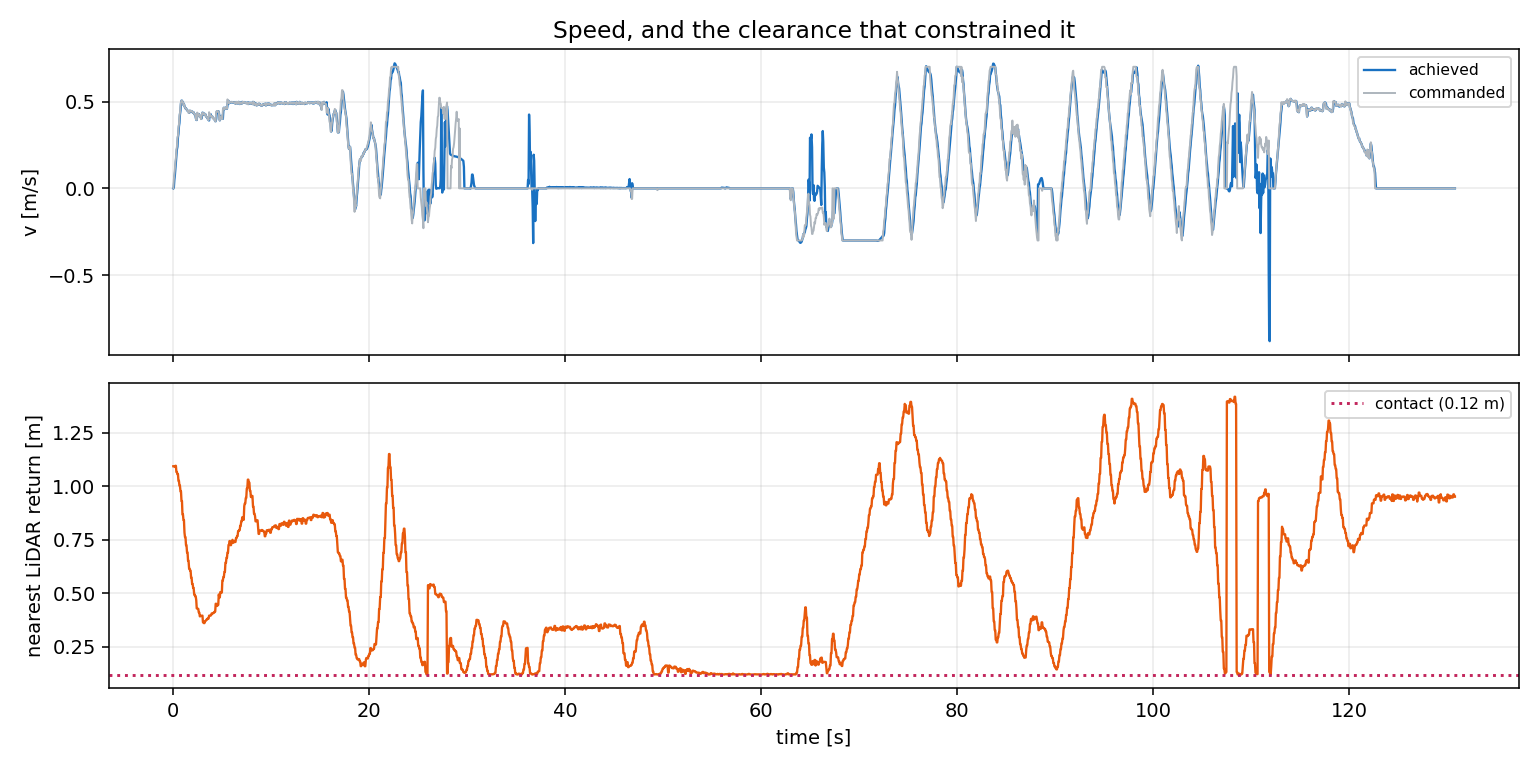 Speed, and the clearance that constrained it
achieved
commanded
v [m/s]
0.5
0.0
−0.5
contact (0.12 m)
nearest LiDAR return [m]
1.25
1.00
0.75
0.50
0.25
0 20 40 60 80 100 120
time [s]